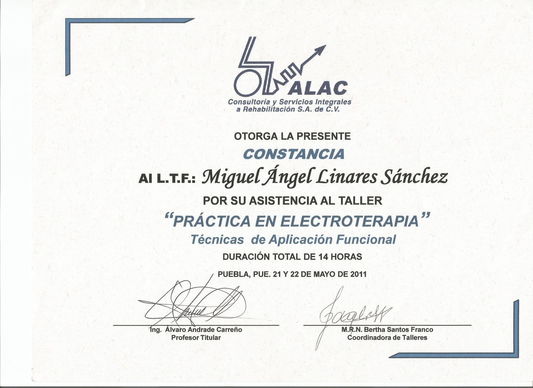 ALAC
Consultoría y Servicios Integrales
a Rehabilitación S.A. de C.V.
OTORGA LA PRESENTE
CONSTANCIA
Al L.T.F.: Miguel Ángel Linares Sánchez
POR SU ASISTENCIA AL TALLER
“PRÁCTICA EN ELECTROTERAPIA”
Técnicas de Aplicación Funcional
DURACIÓN TOTAL DE 14 HORAS
PUEBLA, PUE. 21 Y 22 DE MAYO DE 2011
Ing. Álvaro Andrade Carreño
Profesor Titular
M.R.N. Bertha Santos Franco
Coordinadora de Talleres